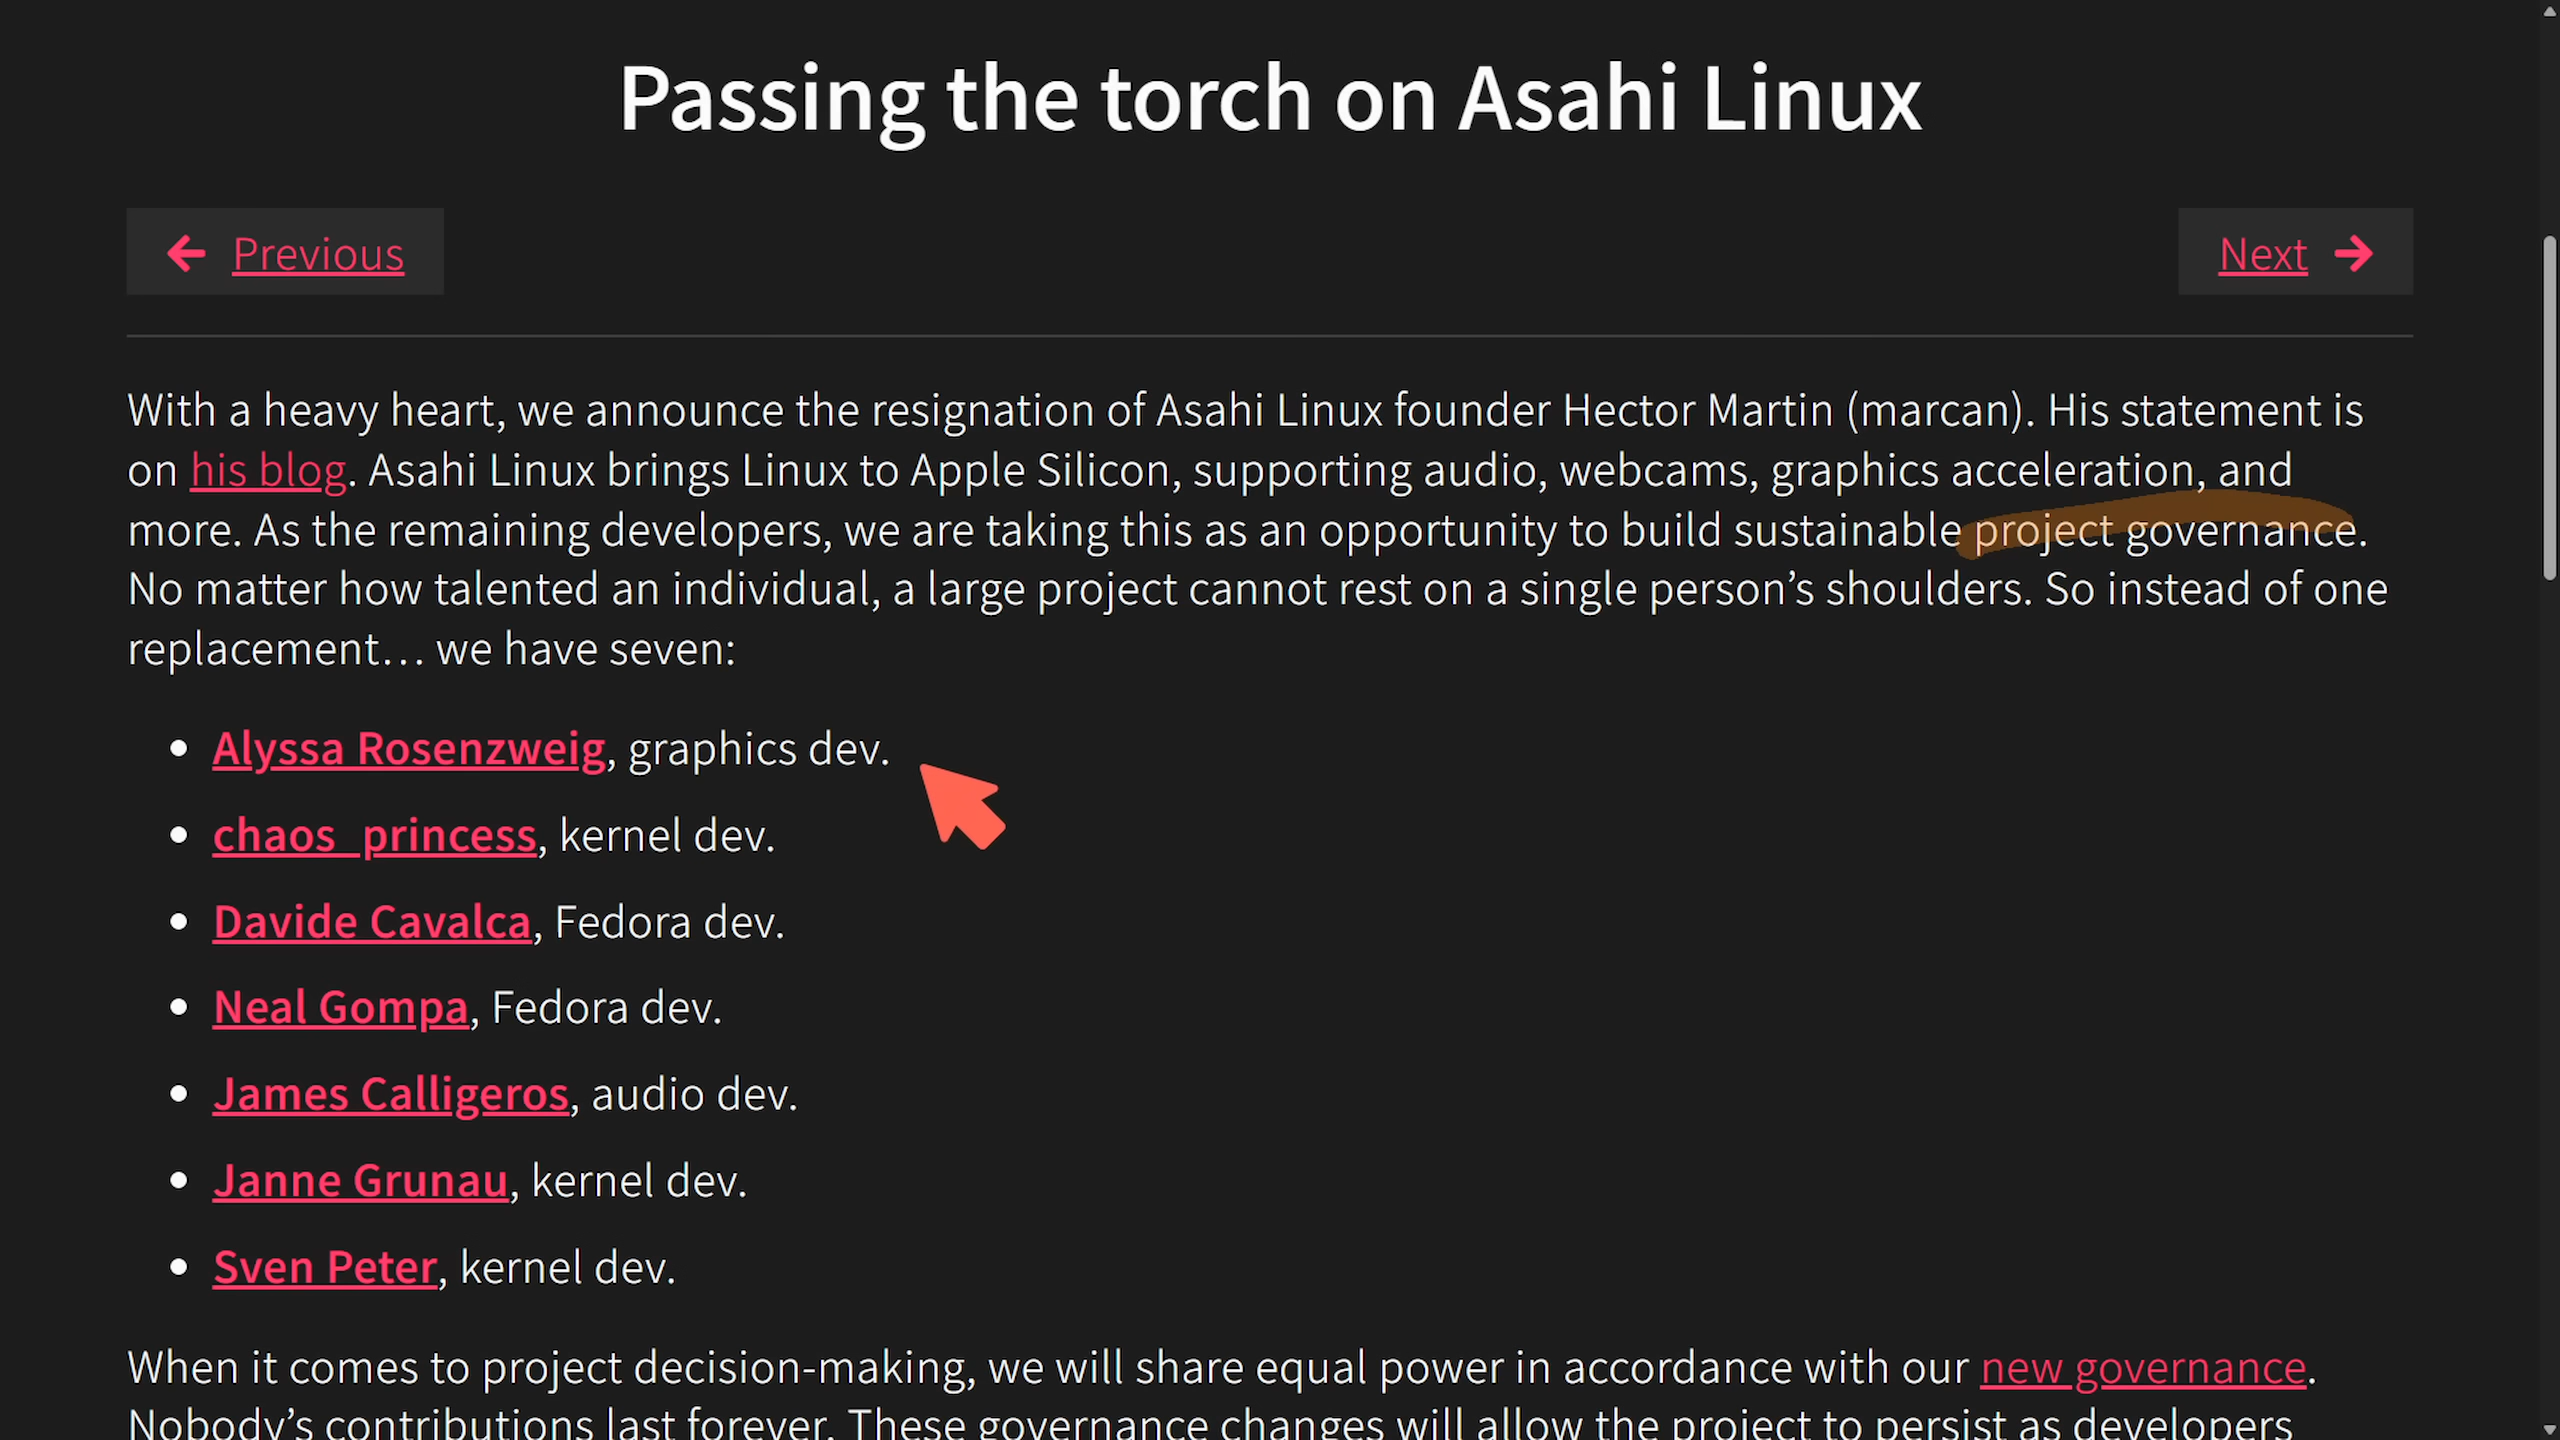 Passing the torch on Asahi Linux
Previous
Next
With a heavy heart, we announce the resignation of Asahi Linux founder Hector Martin (marcan). His statement is
on his blog. Asahi Linux brings Linux to Apple Silicon, supporting audio, webcams, graphics acceleration, and
more. As the remaining developers, we are taking this as an opportunity to build sustainable project governance.
No matter how talented an individual, a large project cannot rest on a single person’s shoulders. So instead of one
replacement… we have seven:
Alyssa Rosenzweig, graphics dev.
chaos_princess, kernel dev.
Davide Cavalca, Fedora dev.
Neal Gompa, Fedora dev.
James Calligeros, audio dev.
Janne Grunau, kernel dev.
Sven Peter, kernel dev.
When it comes to project decision-making, we will share equal power in accordance with our new governance.
Nobody’s contributions last forever. These governance changes will allow the project to persist as developers